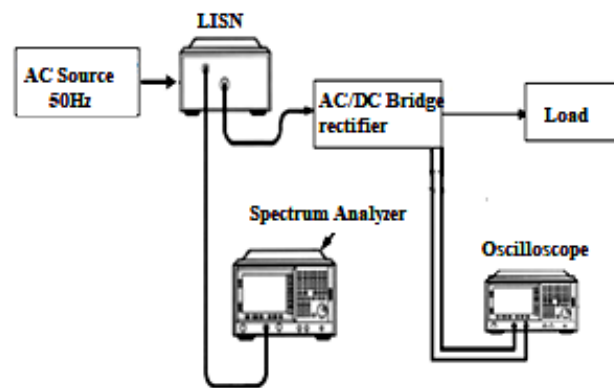 LISN
AC Source
50Hz
AC/DC Bridge
rectifier
Load
Spectrum Analyzer
Oscilloscope